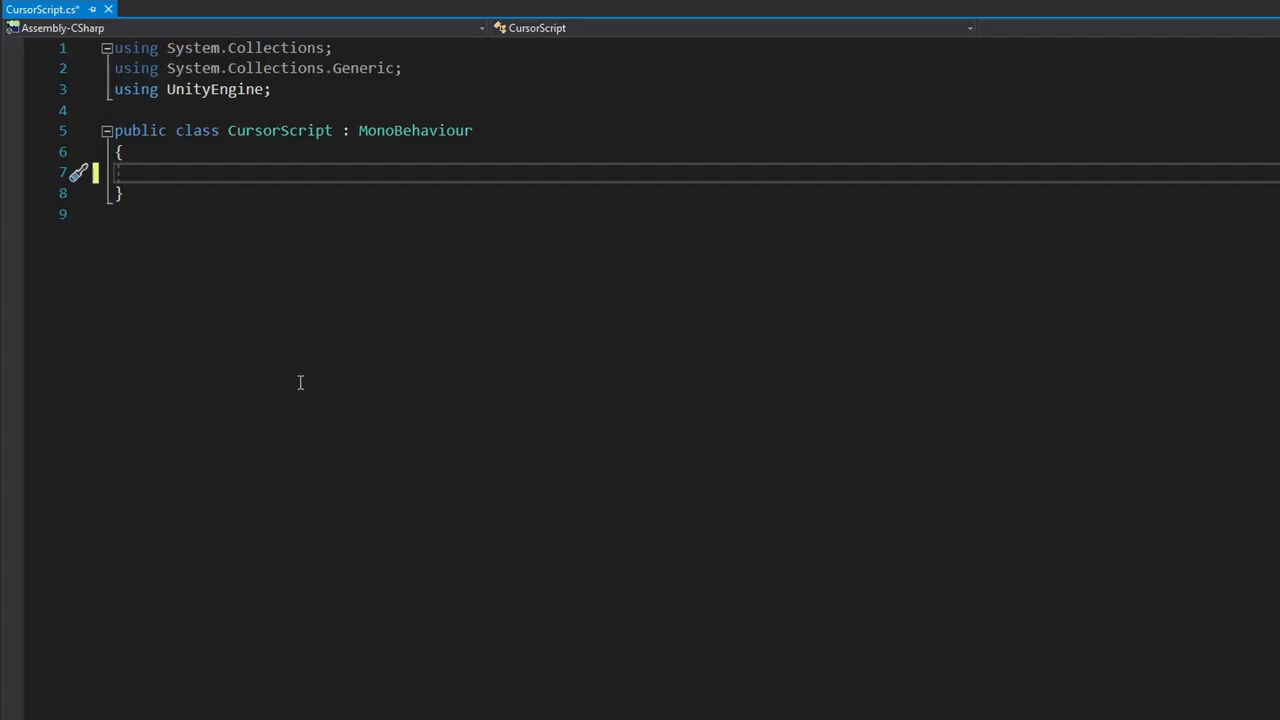 CursorScript.cs*
Assembly-CSharp
CursorScript
1 using System.Collections;
2 using System.Collections.Generic;
3 using UnityEngine;
4
5 public class CursorScript : MonoBehaviour
6 {
7
8 }
9